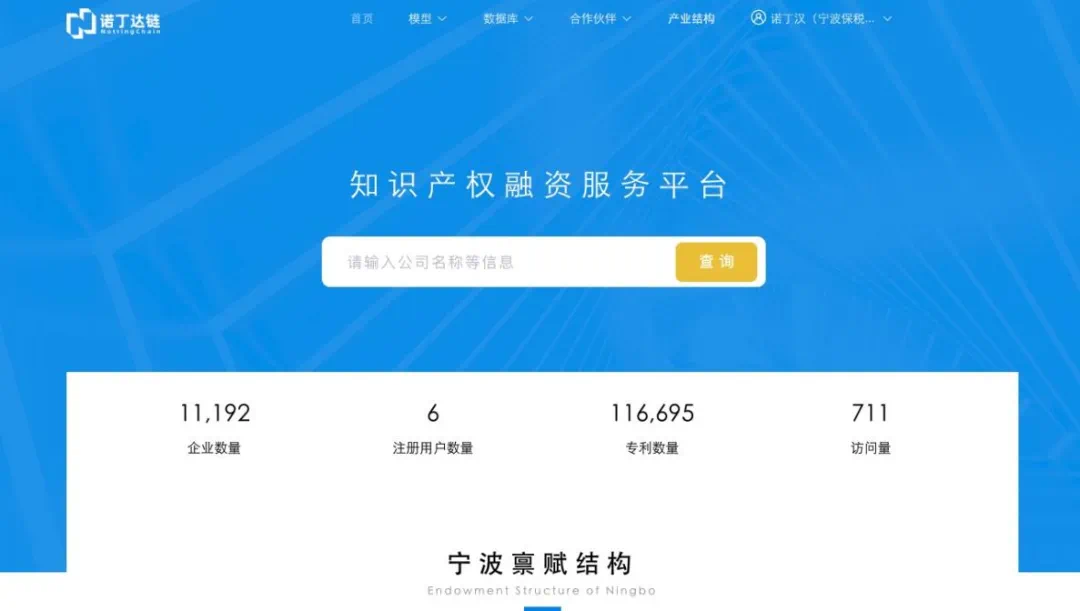 诺丁达链
NottingChain
首页
模型
数据库
合作伙伴
产业结构
诺丁汉（宁波保税...
知识产权融资服务平台
请输入公司名称等信息
查询
11,192
6
116,695
711
企业数量
注册用户数量
专利数量
访问量
宁波禀赋结构
Endowment Structure of Ningbo